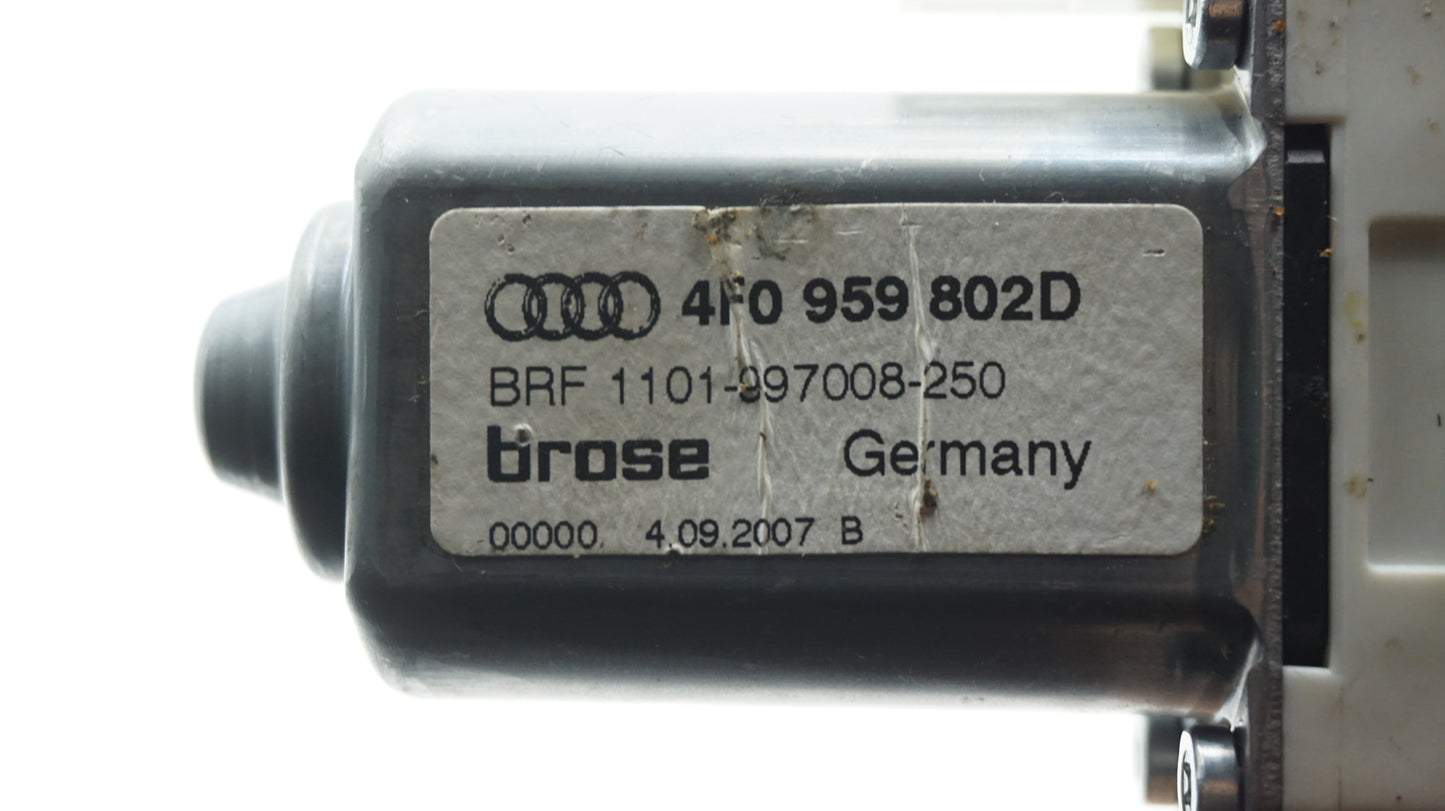 4F0 959 802D
BRF 1101-997008-250
brose Germany
00000 4.09.2007 B